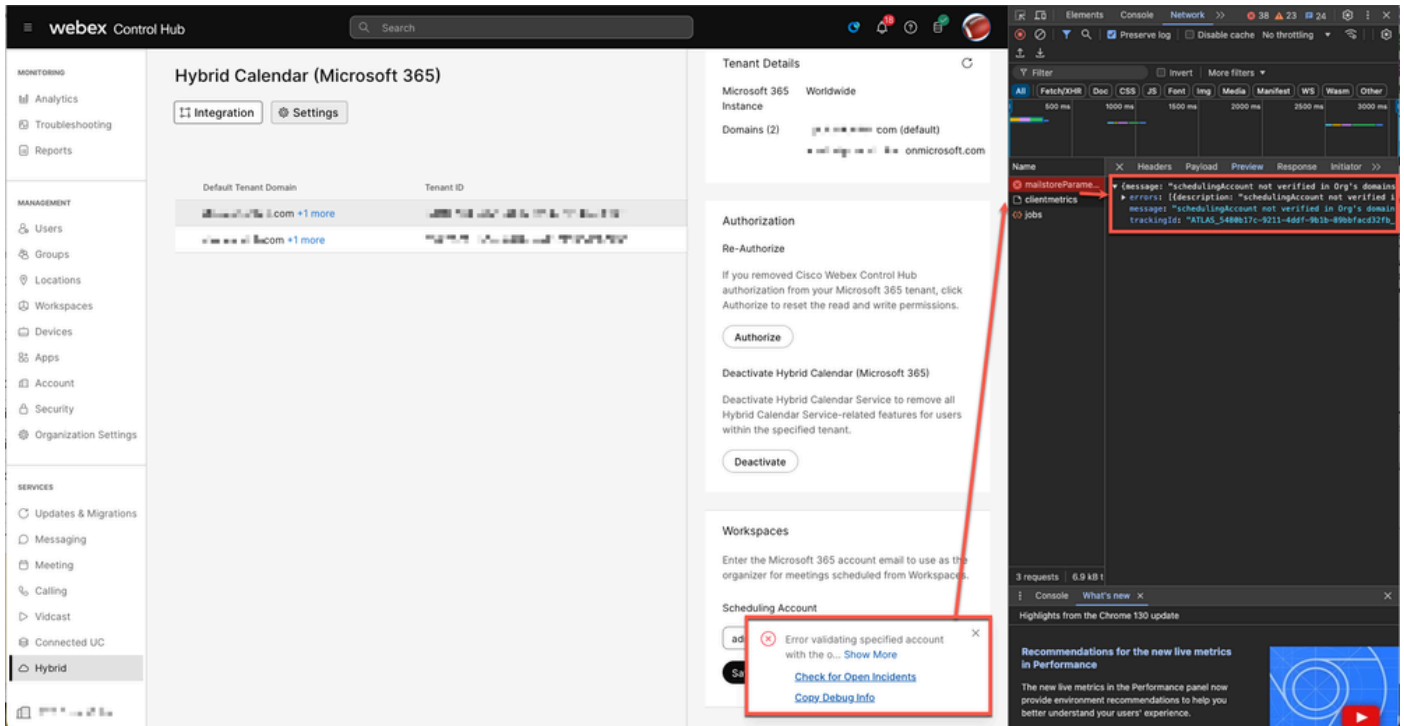 webex Control Hub
Search
18
MONITORING
Analytics
Troubleshooting
Reports
MANAGEMENT
Users
Groups
Locations
Workspaces
Devices
Apps
Account
Security
Organization Settings
SERVICES
Updates & Migrations
Messaging
Meeting
Calling
Vidcast
Connected UC
Hybrid
Hybrid Calendar (Microsoft 365)
Integration Settings
Default Tenant Domain Tenant ID
.com +1 more
com +1 more
Tenant Details
Microsoft 365 Worldwide
Instance
Domains (2) com (default)
onmicrosoft.com
Authorization
Re-Authorize
If you removed Cisco Webex Control Hub
authorization from your Microsoft 365 tenant, click
Authorize to reset the read and write permissions.
Authorize
Deactivate Hybrid Calendar (Microsoft 365)
Deactivate Hybrid Calendar Service to remove all
Hybrid Calendar Service-related features for users
within the specified tenant.
Deactivate
Workspaces
Enter the Microsoft 365 account email to use as the
organizer for meetings scheduled from Workspaces.
Scheduling Account
ad
Sa
Error validating specified account
with the o... Show More
Check for Open Incidents
Copy Debug Info
Elements Console Network 38 23 24
Preserve log Disable cache No throttling
Filter Invert More filters
All Fetch/XHR Doc CSS JS Font Img Media Manifest WS Wasm Other
500 ms 1000 ms 1500 ms 2000 ms 2500 ms 3000 ms
Name Headers Payload Preview Response Initiator
mailstoreParame...
clientmetrics
jobs
{message: "schedulingAccount not verified in Org's domains
errors: [{description: "schedulingAccount not verified i
message: "schedulingAccount not verified in Org's domain
trackingId: "ATLAS_5480b17c-9211-4ddf-9b1b-89bbfacd32fb_
3 requests 6.9 kB t
Console What's new
Highlights from the Chrome 130 update
Recommendations for the new live metrics
in Performance
The new live metrics in the Performance panel now
provide environment recommendations to help you
better understand your users' experience.